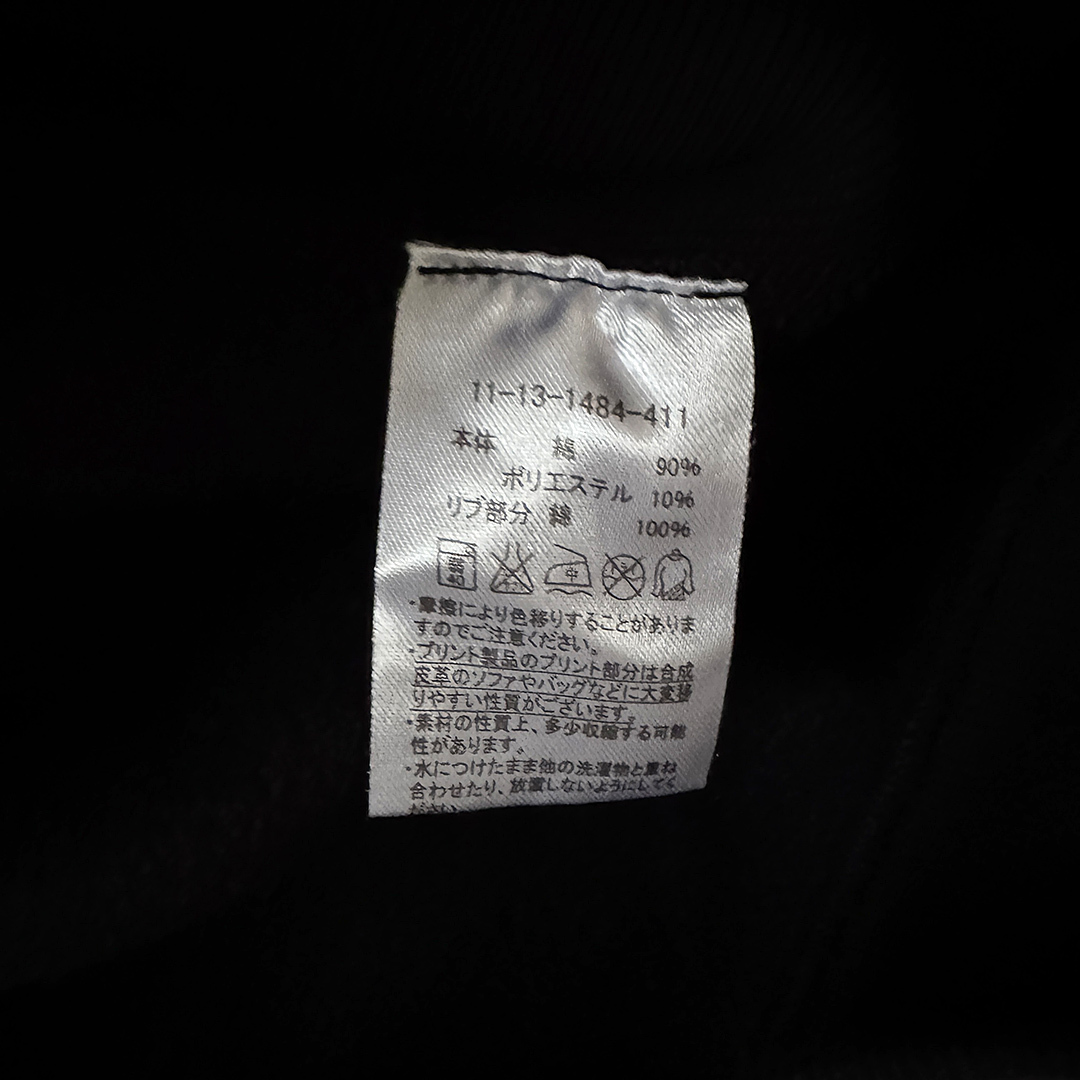 11-13-1484-411
本体 綿 90%
ポリエステル 10%
リブ部分 綿 100%
・摩擦により色移りすることがありま
すのでご注意ください。
・プリント製品のプリント部分は合成
皮革のソファやバッグなどに大変移
りやすい性質がございます。
・素材の性質上、多少収縮する可能
性があります。
・水につけたまま他の洗濯物と重ね
合わせたり、放置しないようにしてく
ださい